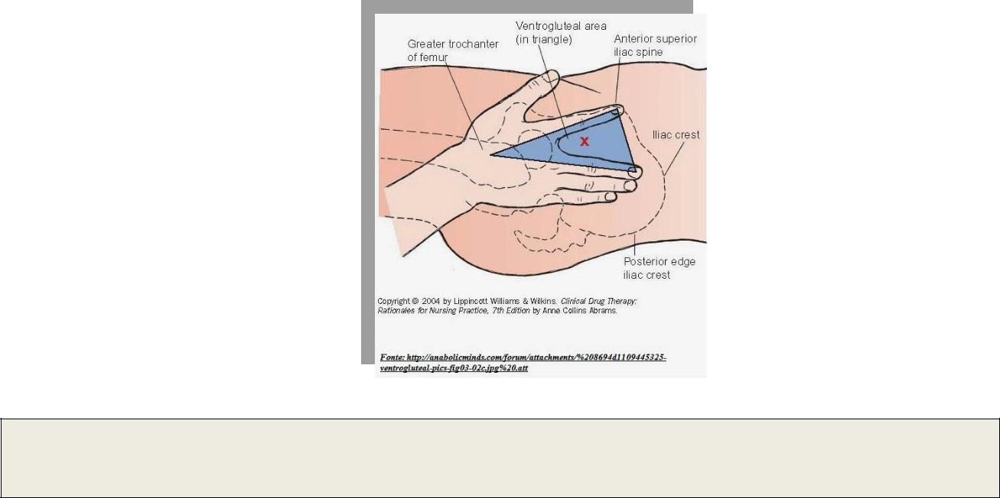 Ventrogluteal area
(in triangle)
Greater trochanter
of femur
Anterior superior
iliac spine
X
Iliac crest
Posterior edge
iliac crest
Copyright © 2004 by Lippincott Williams & Wilkins. Clinical Drug Therapy:
Rationales for Nursing Practice, 7th Edition by Anne Collins Abrams.
Fonte: http://anabolicminds.com/forum/attachments/%208694d1109445325-
ventrogluteal-pics-fig03-02c.jpg%20.att